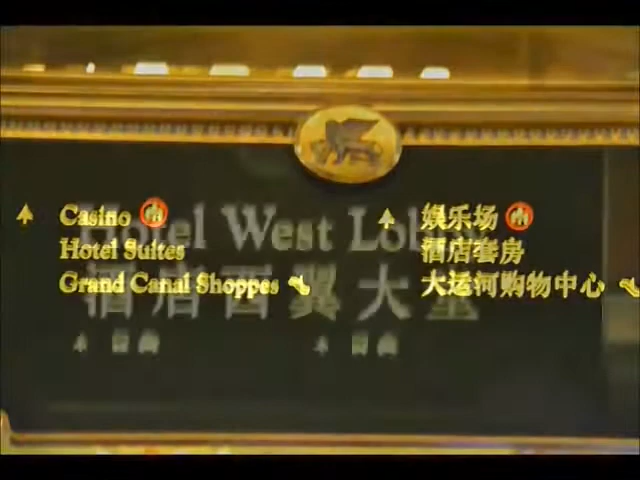 Casino
Hotel Suites
Grand Canal Shoppes
娱乐场
酒店套房
大运河购物中心
Hotel West Lobby
酒店西翼大堂